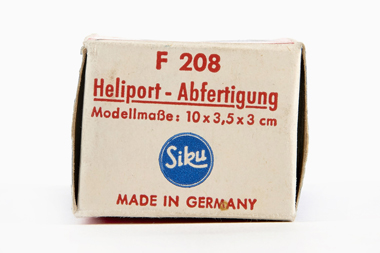 F 208
Heliport - Abfertigung
Modellmaße: 10 x 3,5 x 3 cm
Siku
MADE IN GERMANY